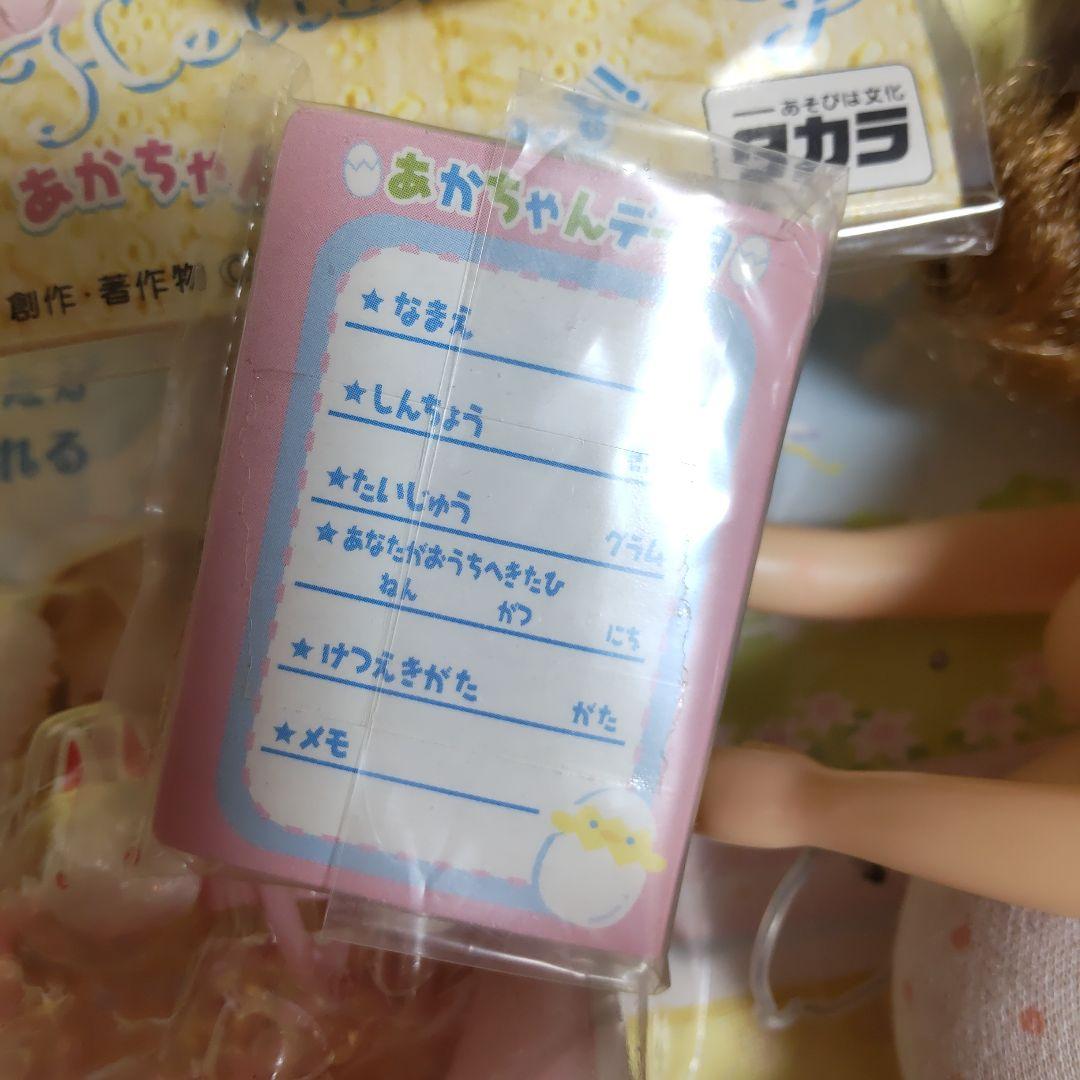 あかちゃん
創作・著作物 ©
れる
あそびは文化
タカラ
あかちゃんデータ
★なまえ
★しんちょう
★たいじゅう
グラム
★あなたがおうちへきたひ
ねん がつ にち
★けつえきがた
がた
★メモ